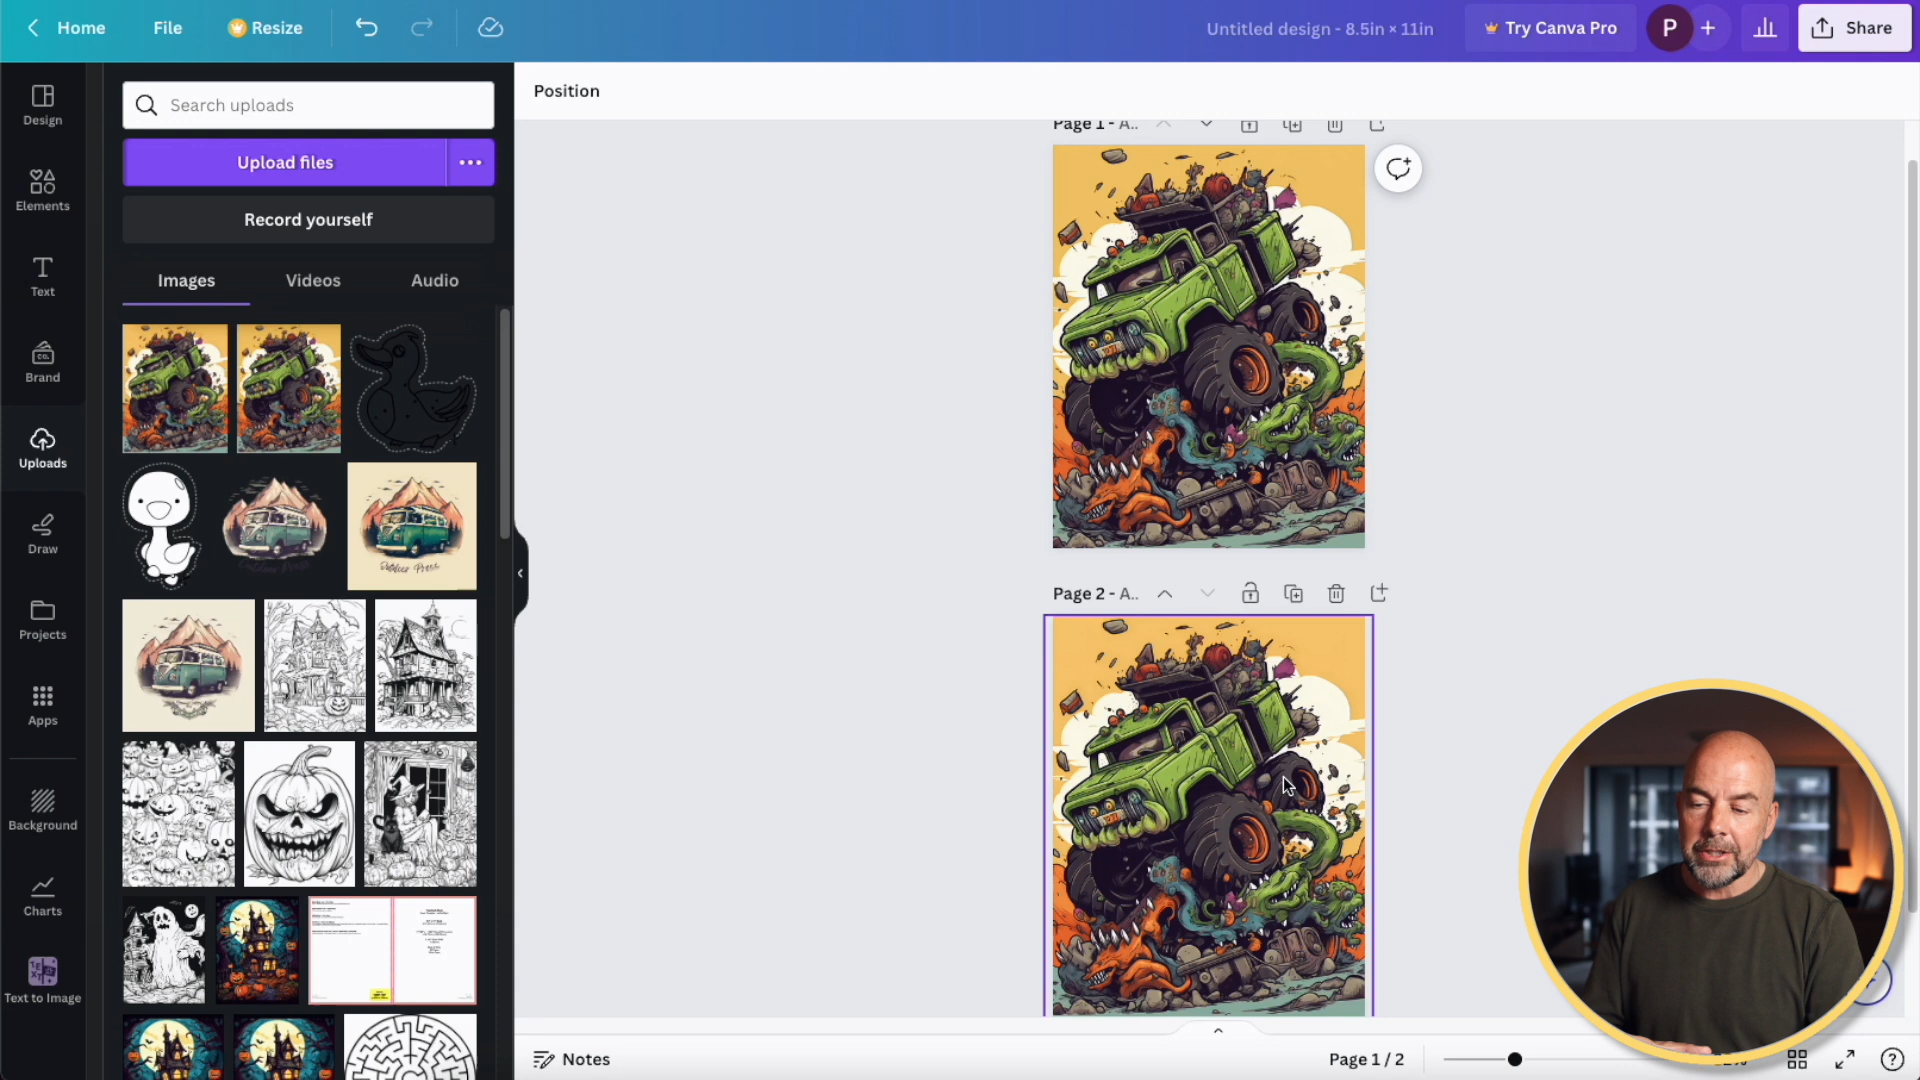 Home
File
Resize
Untitled design - 8.5in × 11in
Try Canva Pro
P
Share
Design
Elements
Text
Brand
Uploads
Draw
Projects
Apps
Background
Charts
Text to Image
Search uploads
Upload files
Record yourself
Images
Videos
Audio
Position
Page 1 - A..
Page 2 - A..
Notes
Page 1 / 2